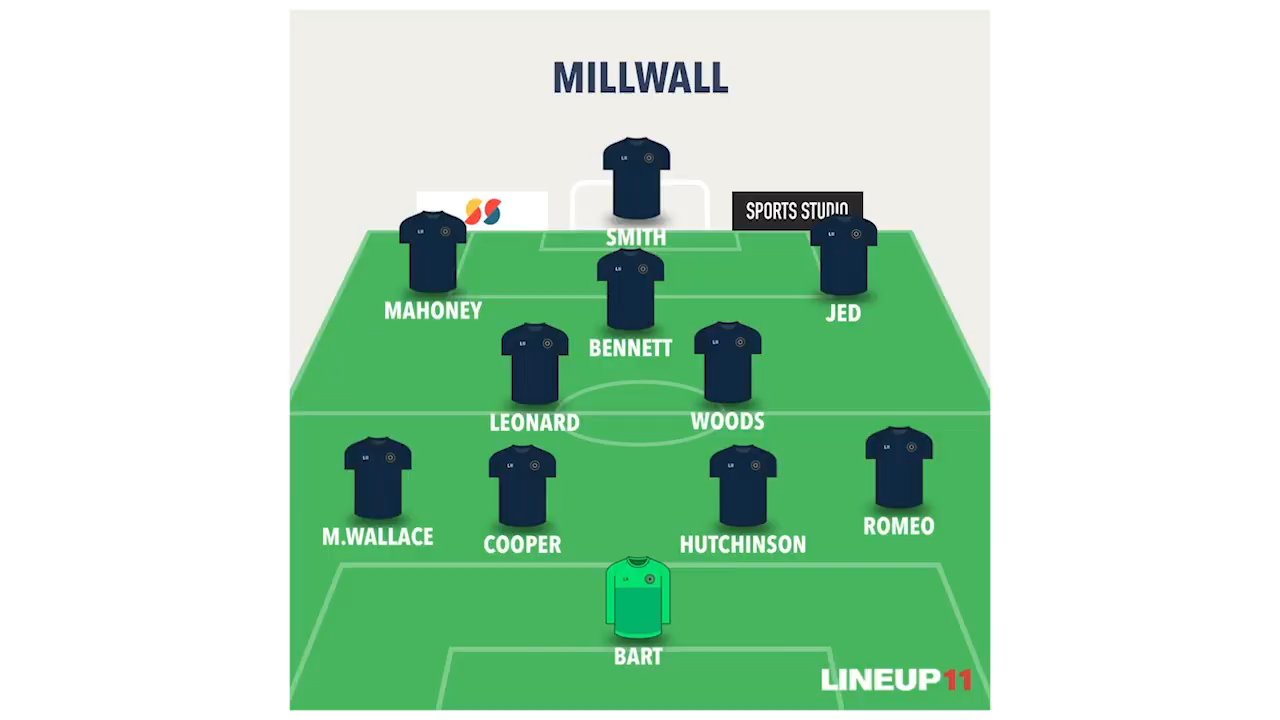 MILLWALL
SPORTS STUDIO
SMITH
MAHONEY
JED
BENNETT
LEONARD
WOODS
M.WALLACE
COOPER
HUTCHINSON
ROMEO
BART
LINEUP11